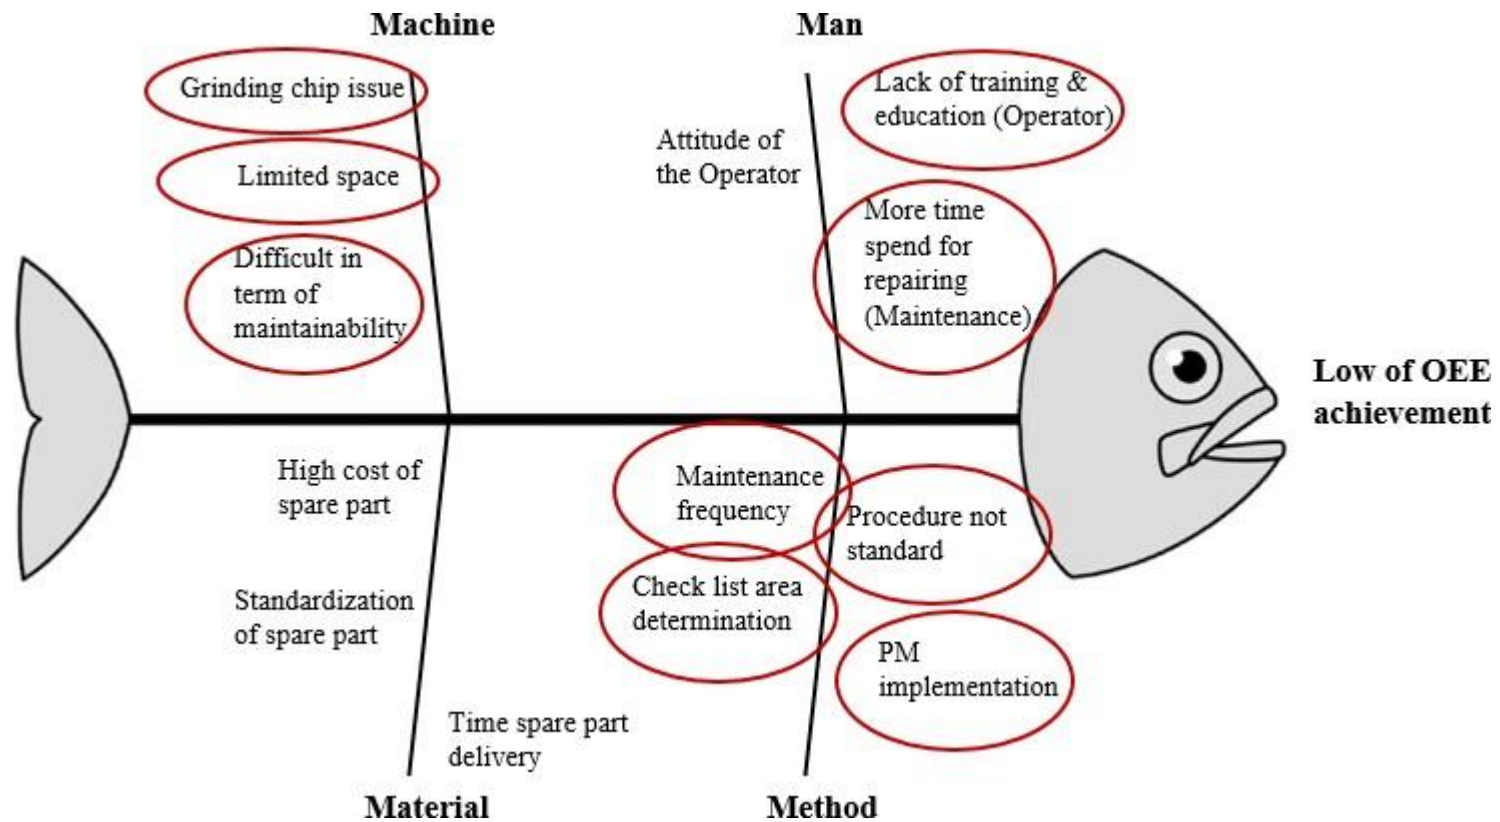 Machine
Man
Grinding chip issue
Limited space
Difficult in
term of
maintainability
Attitude of
the Operator
Lack of training &
education (Operator)
More time
spend for
repairing
(Maintenance)
Low of OEE
achievement
High cost of
spare part
Standardization
of spare part
Time spare part
delivery
Maintenance
frequency
Check list area
determination
Procedure not
standard
PM
implementation
Material
Method